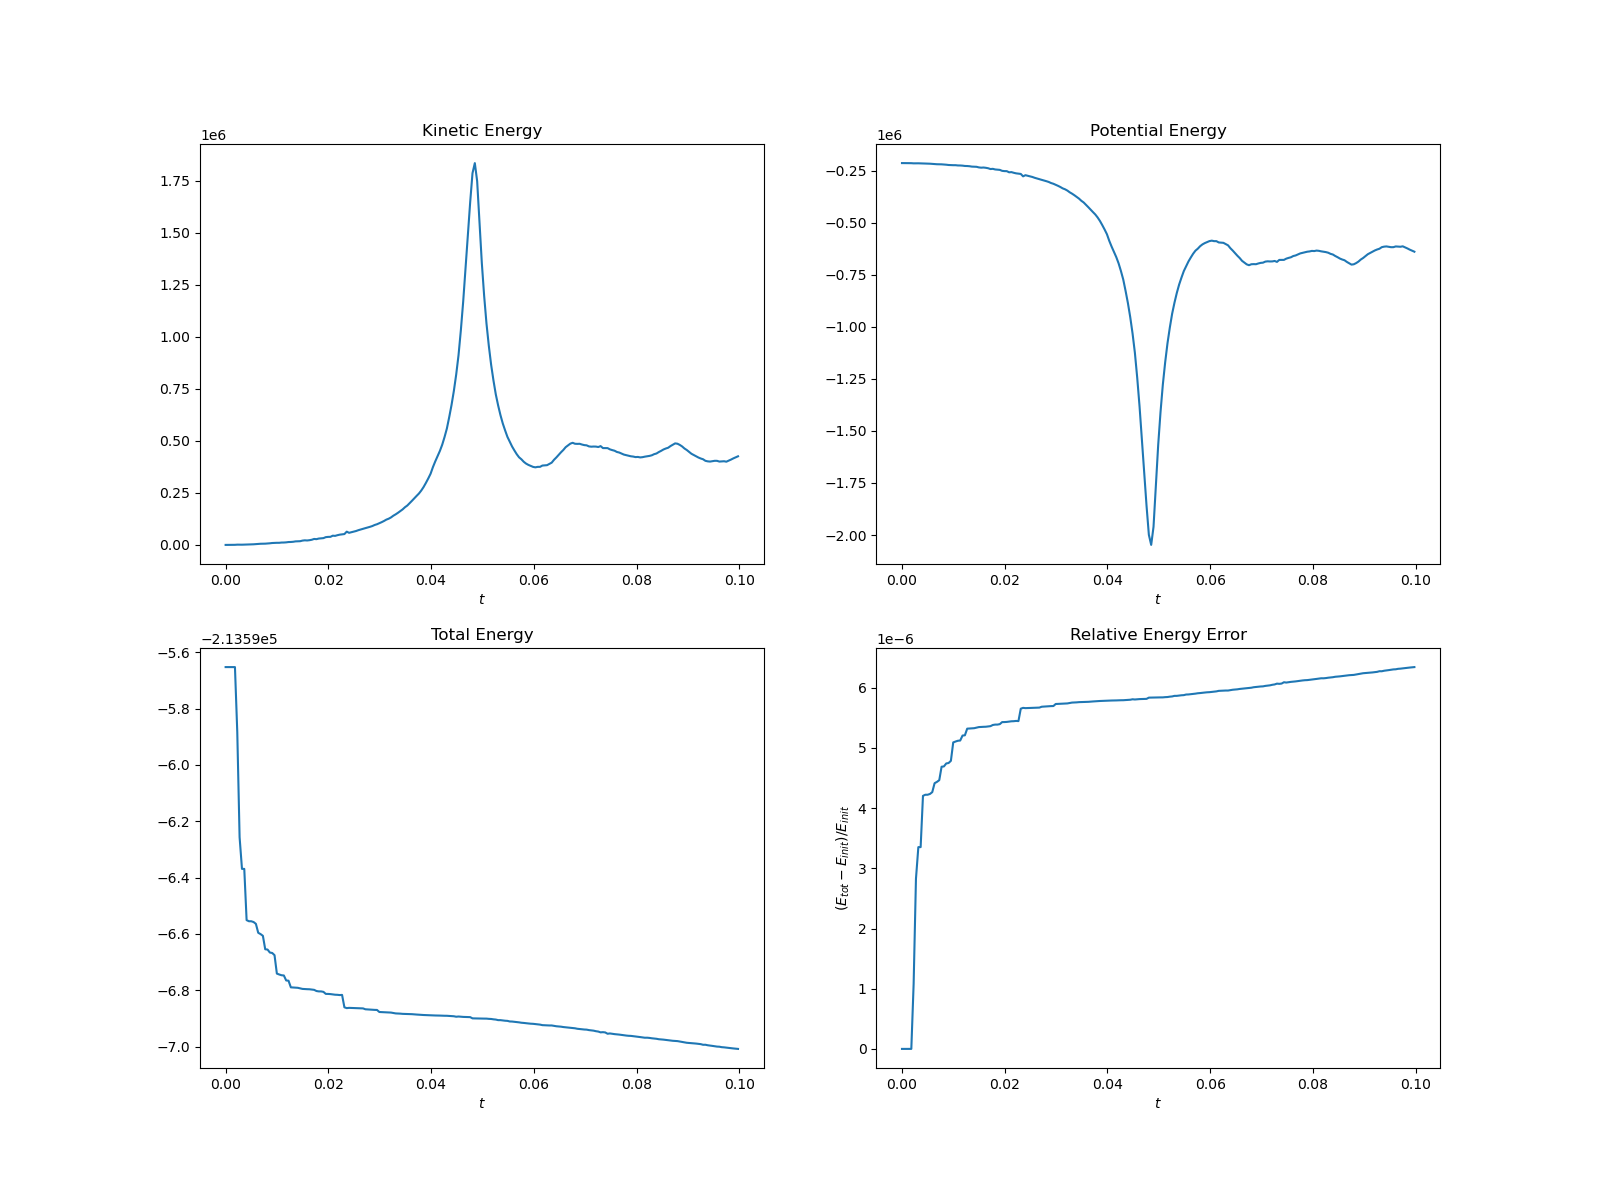 Kinetic Energy
1e6
1.75
1.50
1.25
1.00
0.75
0.50
0.25
0.00
0.00 0.02 0.04 0.06 0.08 0.10
t
Potential Energy
1e6
−0.25
−0.50
−0.75
−1.00
−1.25
−1.50
−1.75
−2.00
0.00 0.02 0.04 0.06 0.08 0.10
t
Total Energy
−2.1359e5
−5.6
−5.8
−6.0
−6.2
−6.4
−6.6
−6.8
−7.0
0.00 0.02 0.04 0.06 0.08 0.10
t
Relative Energy Error
1e−6
(E_tot − E_init)/E_init
6
5
4
3
2
1
0
0.00 0.02 0.04 0.06 0.08 0.10
t